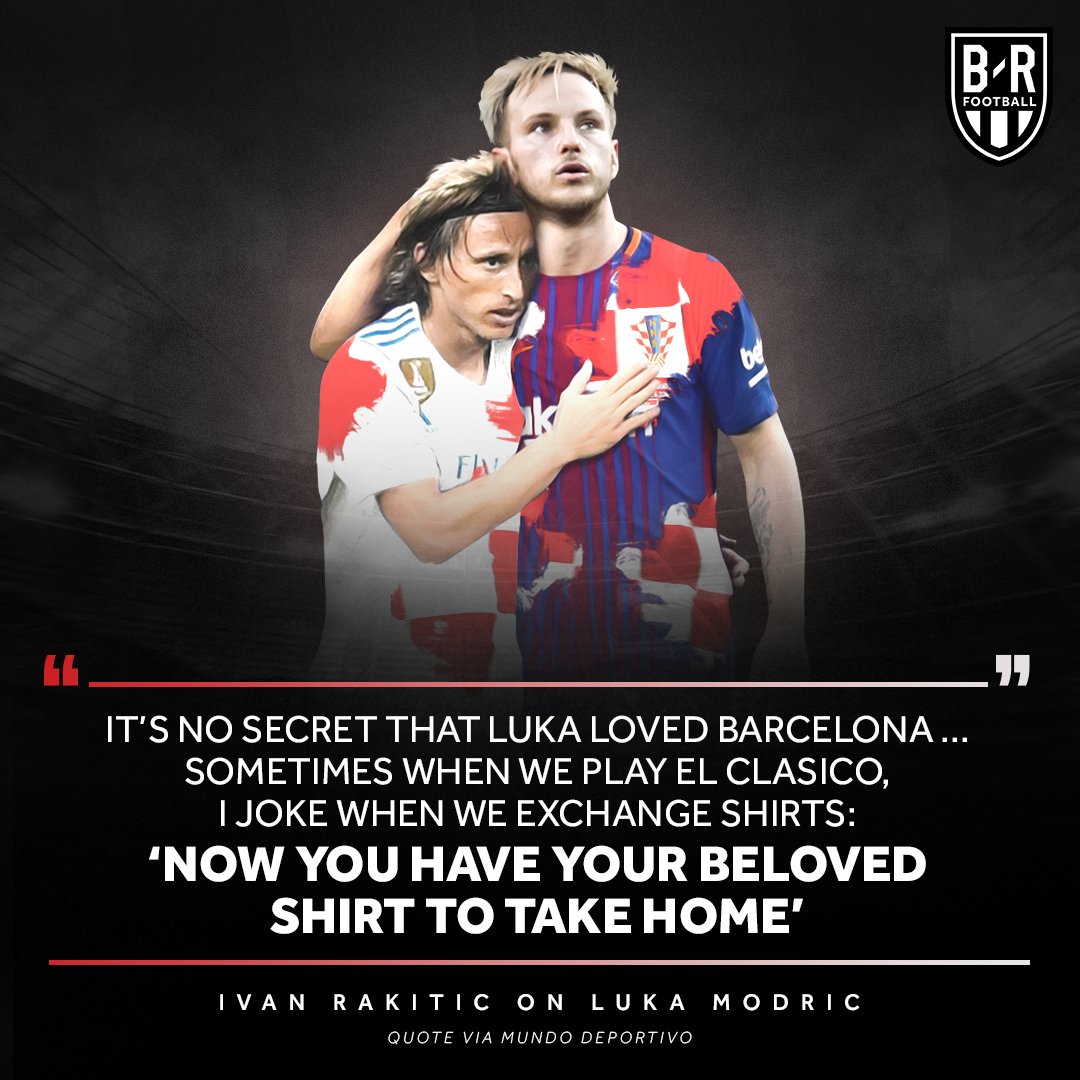 B-R
FOOTBALL
“
”
IT’S NO SECRET THAT LUKA LOVED BARCELONA ...
SOMETIMES WHEN WE PLAY EL CLASICO,
I JOKE WHEN WE EXCHANGE SHIRTS:
‘NOW YOU HAVE YOUR BELOVED
SHIRT TO TAKE HOME’
IVAN RAKITIC ON LUKA MODRIC
QUOTE VIA MUNDO DEPORTIVO